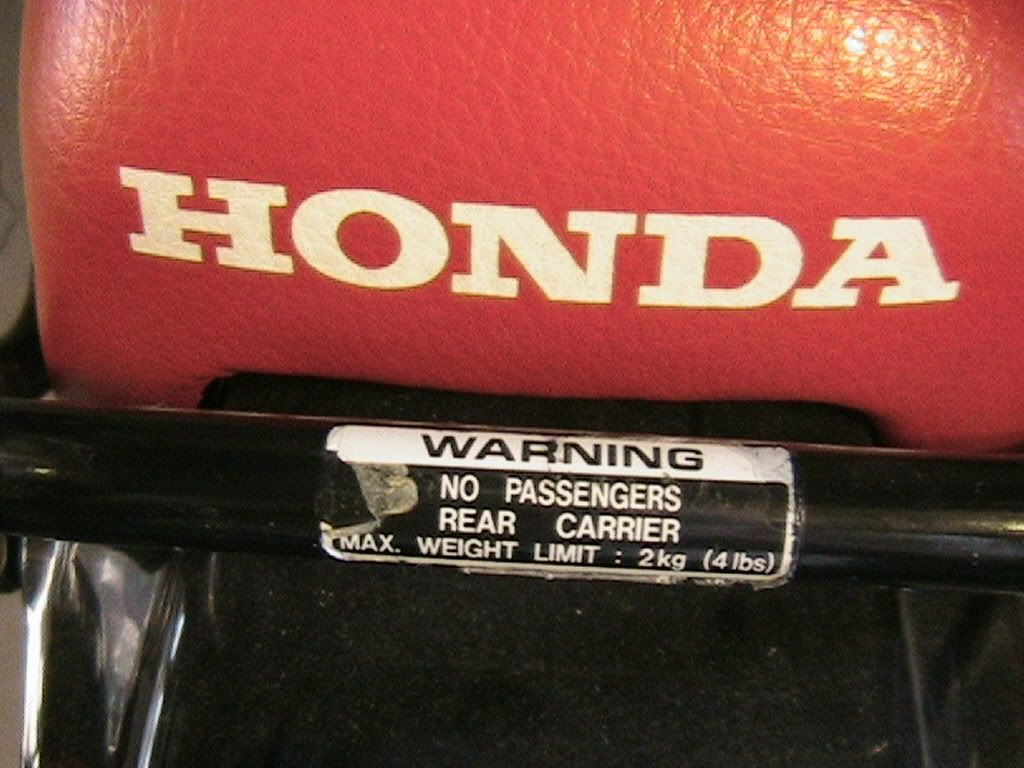 HONDA
WARNING
NO PASSENGERS
REAR CARRIER
MAX. WEIGHT LIMIT : 2kg (4 lbs)